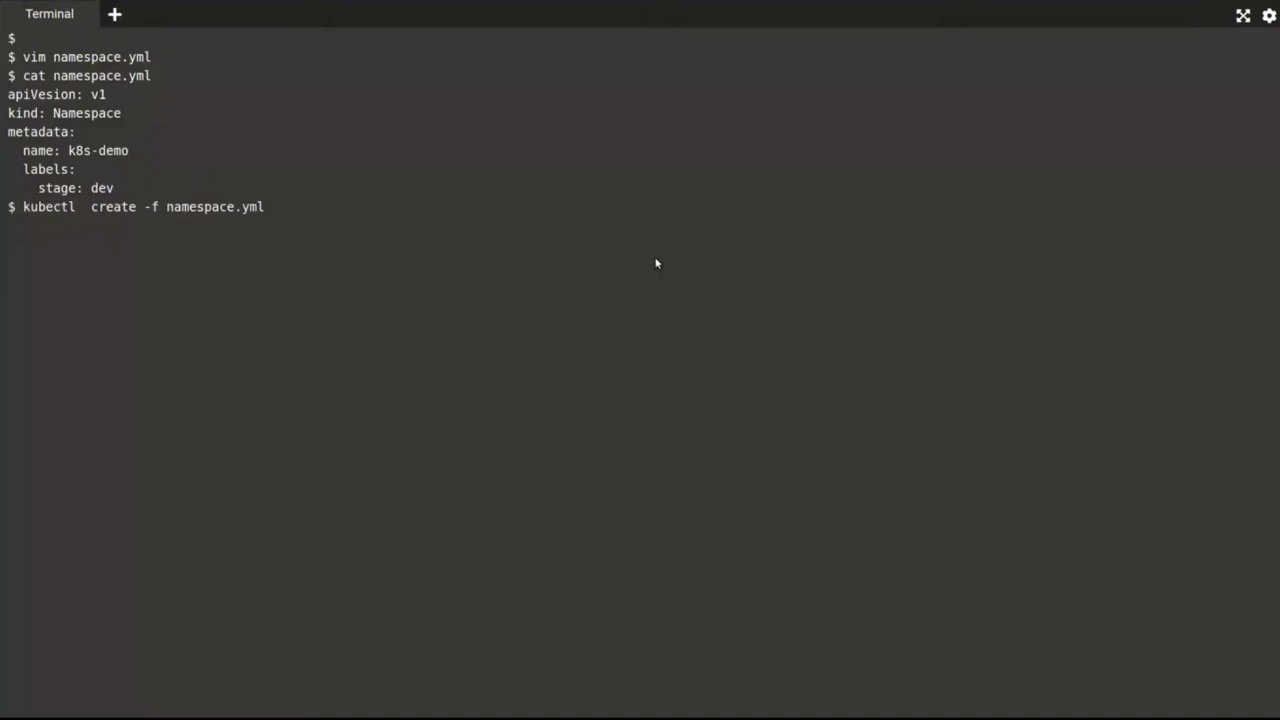 Terminal
$
$ vim namespace.yml
$ cat namespace.yml
apiVesion: v1
kind: Namespace
metadata:
  name: k8s-demo
  labels:
    stage: dev
$ kubectl  create -f namespace.yml